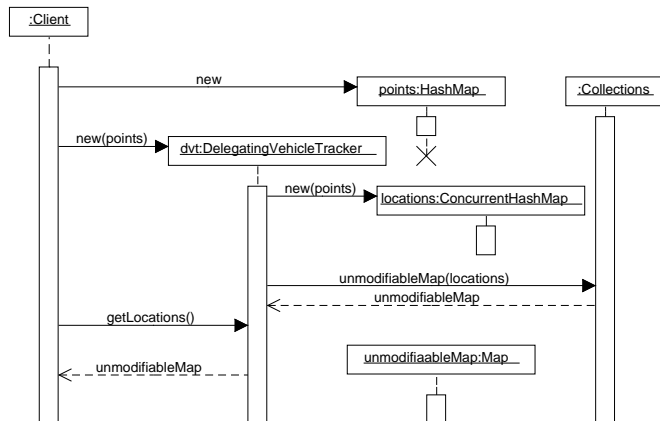 :Client
new
points:HashMap
:Collections
new(points)
dvt:DelegatingVehicleTracker
new(points)
locations:ConcurrentHashMap
unmodifiableMap(locations)
unmodifiableMap
getLocations()
unmodifiaableMap:Map
unmodifiableMap